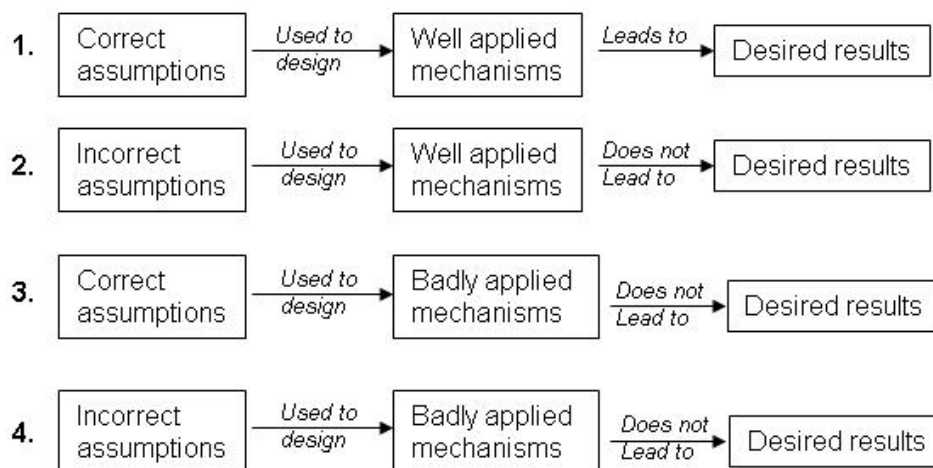 1.
Correct
assumptions
Used to
design
Well applied
mechanisms
Leads to
Desired results
2.
Incorrect
assumptions
Used to
design
Well applied
mechanisms
Does not
Lead to
Desired results
3.
Correct
assumptions
Used to
design
Badly applied
mechanisms
Does not
Lead to
Desired results
4.
Incorrect
assumptions
Used to
design
Badly applied
mechanisms
Does not
Lead to
Desired results